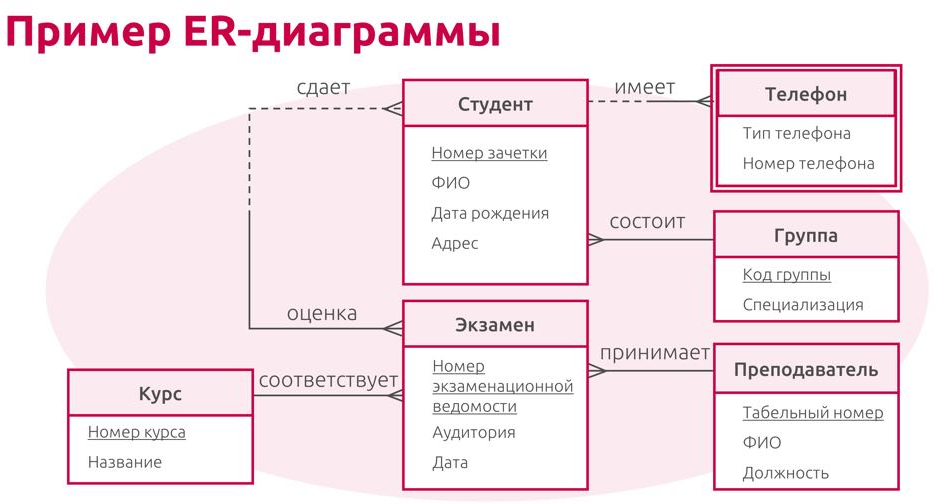 Пример ER-диаграммы
сдает
Студент
Номер зачетки
ФИО
Дата рождения
Адрес
имеет
Телефон
Тип телефона
Номер телефона
состоит
Группа
Код группы
Специализация
оценка
Экзамен
Номер
экзаменационной
ведомости
Аудитория
Дата
принимает
Преподаватель
Табельный номер
ФИО
Должность
соответствует
Курс
Номер курса
Название